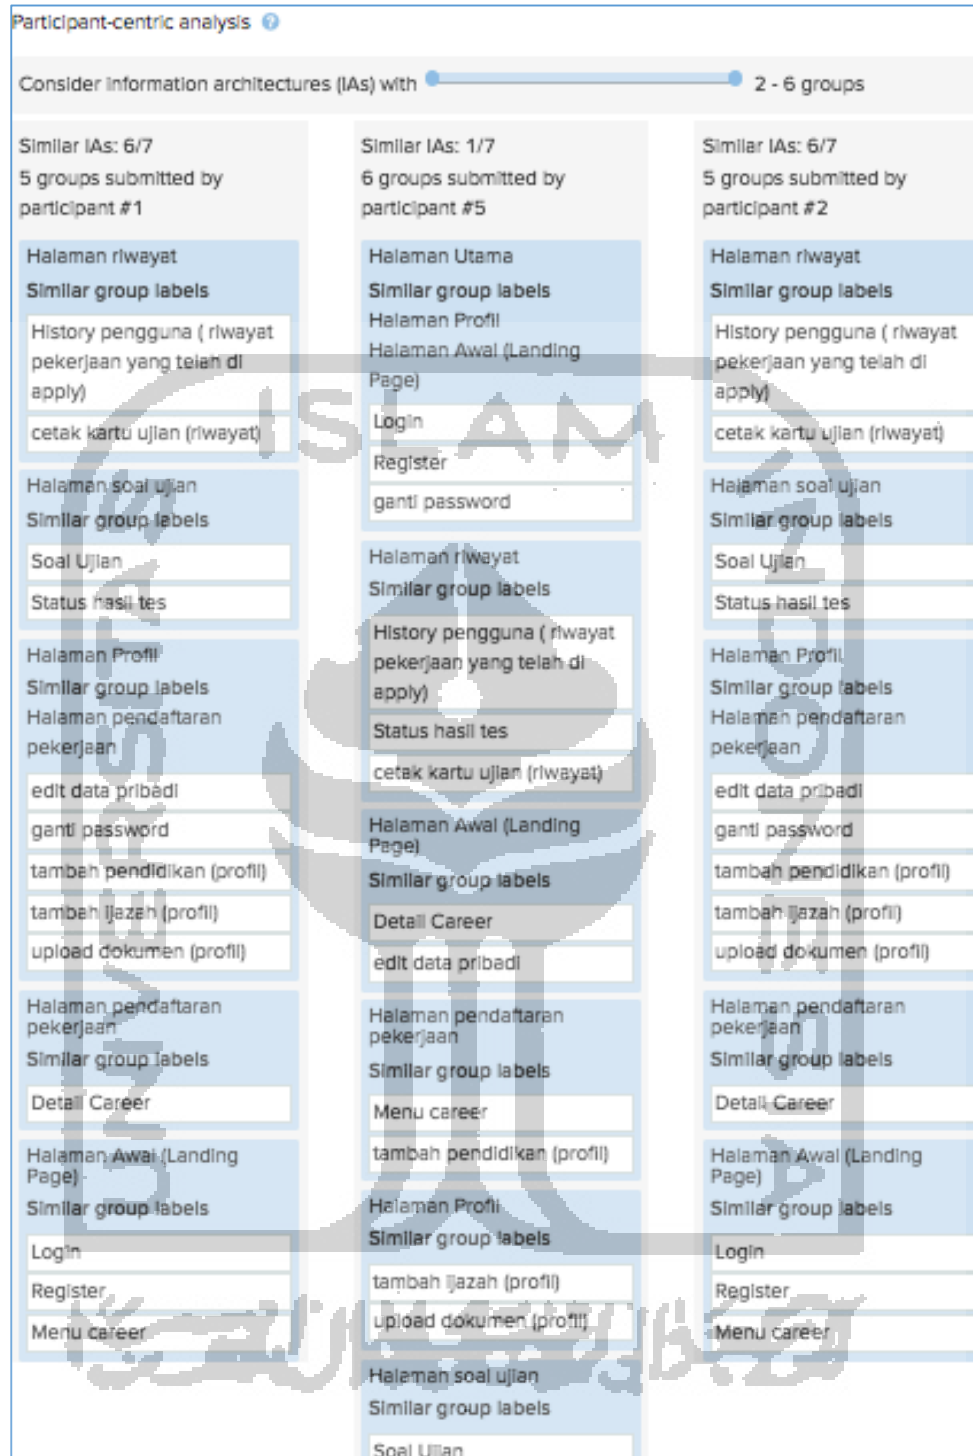 Participant-centric analysis ?
Consider information architectures (IAs) with 2 - 6 groups
Similar IAs: 6/7
5 groups submitted by
participant #1
Halaman riwayat
Similar group labels
History pengguna ( riwayat
pekerjaan yang telah di
apply)
cetak kartu ujian (riwayat)
Halaman soal ujian
Similar group labels
Soal Ujian
Status hasil tes
Halaman Profil
Similar group labels
Halaman pendaftaran
pekerjaan
edit data pribadi
ganti password
tambah pendidikan (profil)
tambah ijazah (profil)
upload dokumen (profil)
Halaman pendaftaran
pekerjaan
Similar group labels
Detail Career
Halaman Awal (Landing
Page)
Similar group labels
Login
Register
Menu career
Similar IAs: 1/7
6 groups submitted by
participant #5
Halaman Utama
Similar group labels
Halaman Profil
Halaman Awal (Landing
Page)
Login
Register
ganti password
Halaman riwayat
Similar group labels
History pengguna ( riwayat
pekerjaan yang telah di
apply)
Status hasil tes
cetak kartu ujian (riwayat)
Halaman Awal (Landing
Page)
Similar group labels
Detail Career
edit data pribadi
Halaman pendaftaran
pekerjaan
Similar group labels
Menu career
tambah pendidikan (profil)
Halaman Profil
Similar group labels
tambah ijazah (profil)
upload dokumen (profil)
Halaman soal ujian
Similar group labels
Soal Ujian
Similar IAs: 6/7
5 groups submitted by
participant #2
Halaman riwayat
Similar group labels
History pengguna ( riwayat
pekerjaan yang telah di
apply)
cetak kartu ujian (riwayat)
Halaman soal ujian
Similar group labels
Soal Ujian
Status hasil tes
Halaman Profil
Similar group labels
Halaman pendaftaran
pekerjaan
edit data pribadi
ganti password
tambah pendidikan (profil)
tambah ijazah (profil)
upload dokumen (profil)
Halaman pendaftaran
pekerjaan
Similar group labels
Detail Career
Halaman Awal (Landing
Page)
Similar group labels
Login
Register
Menu career
UNIVERSITAS
ISLAM
INDONESIA